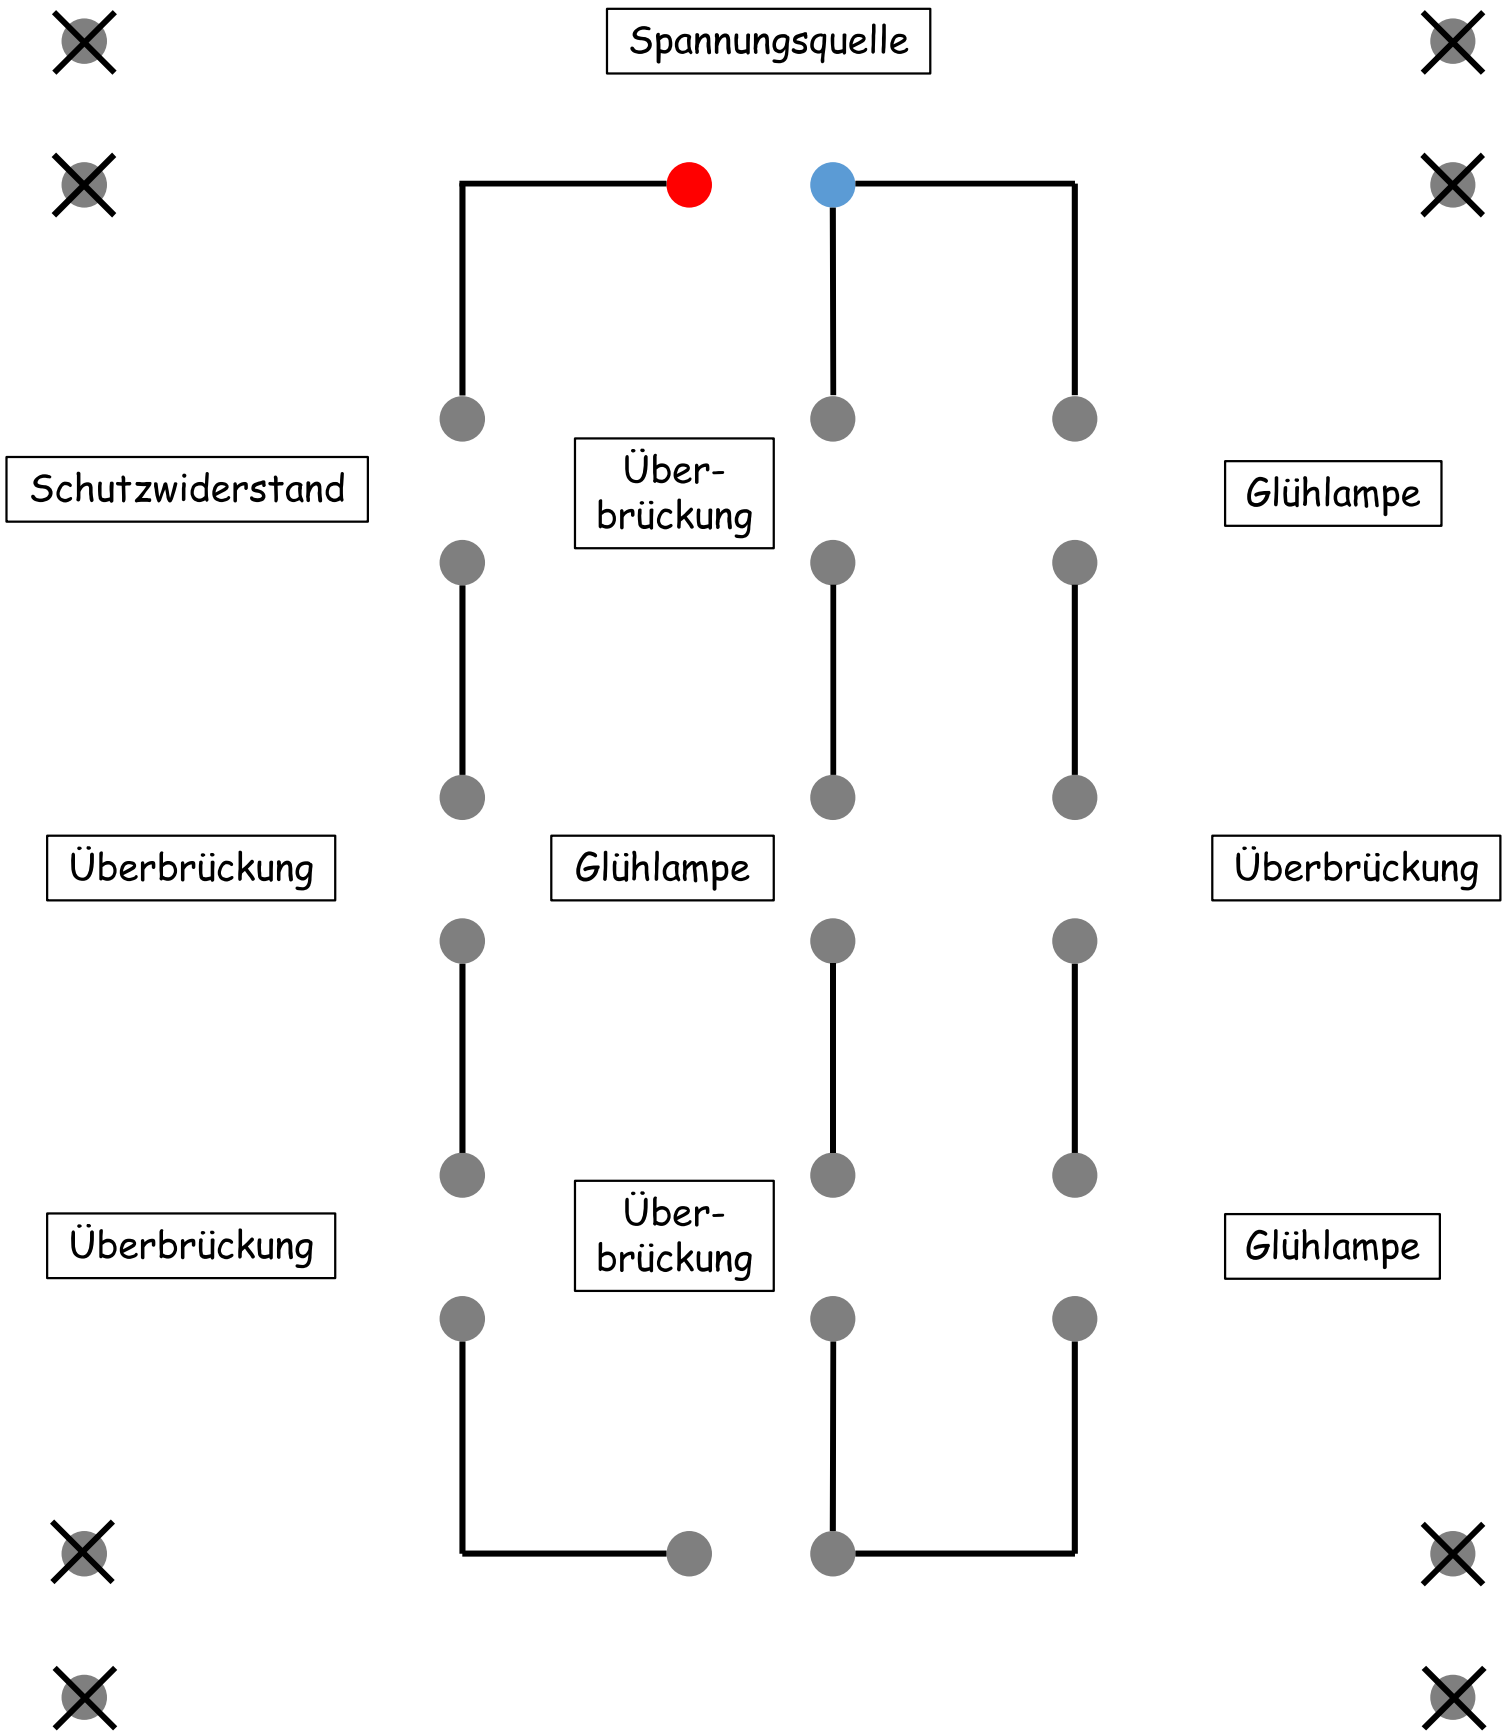 Spannungsquelle
Schutzwiderstand
Über-
brückung
Glühlampe
Überbrückung
Glühlampe
Überbrückung
Überbrückung
Über-
brückung
Glühlampe